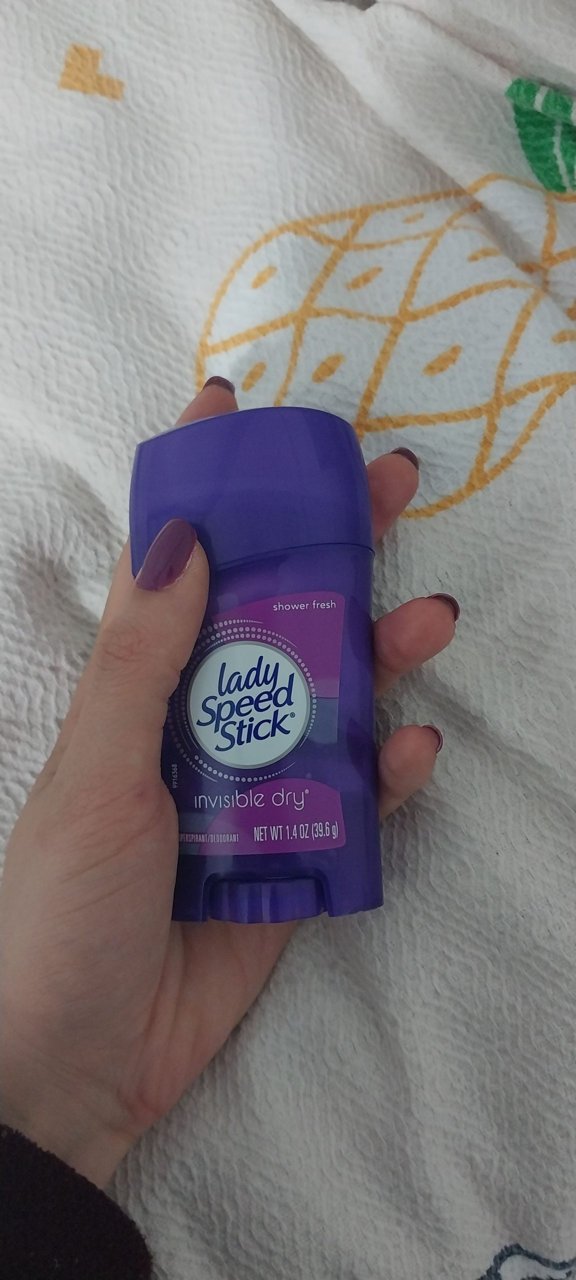 shower fresh
lady
Speed
Stick®
invisible dry®
NET WT 1.4 OZ (39.6 g)